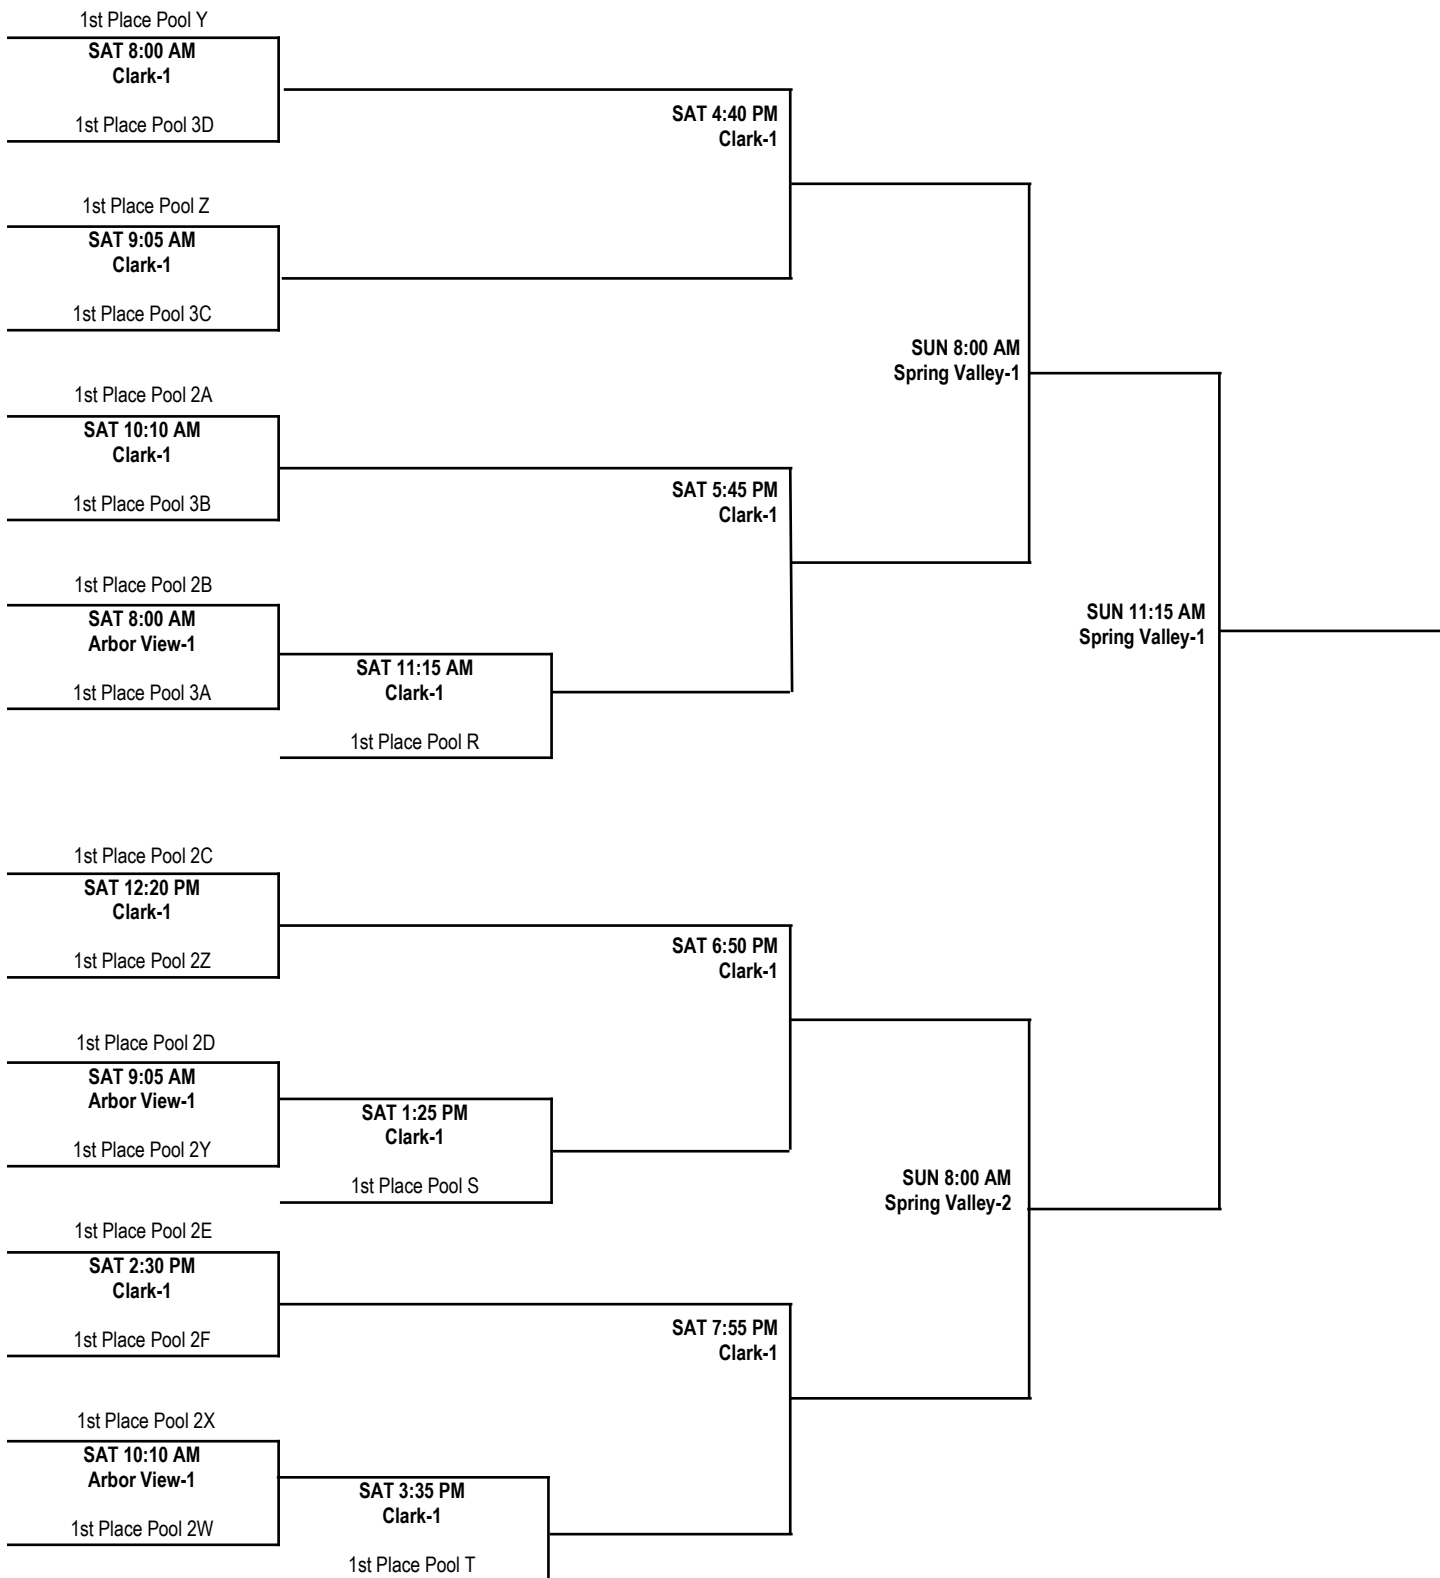 1st Place Pool Y
SAT 8:00 AM
Clark-1
1st Place Pool 3D
SAT 4:40 PM
Clark-1
1st Place Pool Z
SAT 9:05 AM
Clark-1
1st Place Pool 3C
SUN 8:00 AM
Spring Valley-1
1st Place Pool 2A
SAT 10:10 AM
Clark-1
1st Place Pool 3B
SAT 5:45 PM
Clark-1
1st Place Pool 2B
SAT 8:00 AM
Arbor View-1
1st Place Pool 3A
SAT 11:15 AM
Clark-1
1st Place Pool R
SUN 11:15 AM
Spring Valley-1
1st Place Pool 2C
SAT 12:20 PM
Clark-1
1st Place Pool 2Z
SAT 6:50 PM
Clark-1
1st Place Pool 2D
SAT 9:05 AM
Arbor View-1
1st Place Pool 2Y
SAT 1:25 PM
Clark-1
1st Place Pool S
SUN 8:00 AM
Spring Valley-2
1st Place Pool 2E
SAT 2:30 PM
Clark-1
1st Place Pool 2F
SAT 7:55 PM
Clark-1
1st Place Pool 2X
SAT 10:10 AM
Arbor View-1
1st Place Pool 2W
SAT 3:35 PM
Clark-1
1st Place Pool T